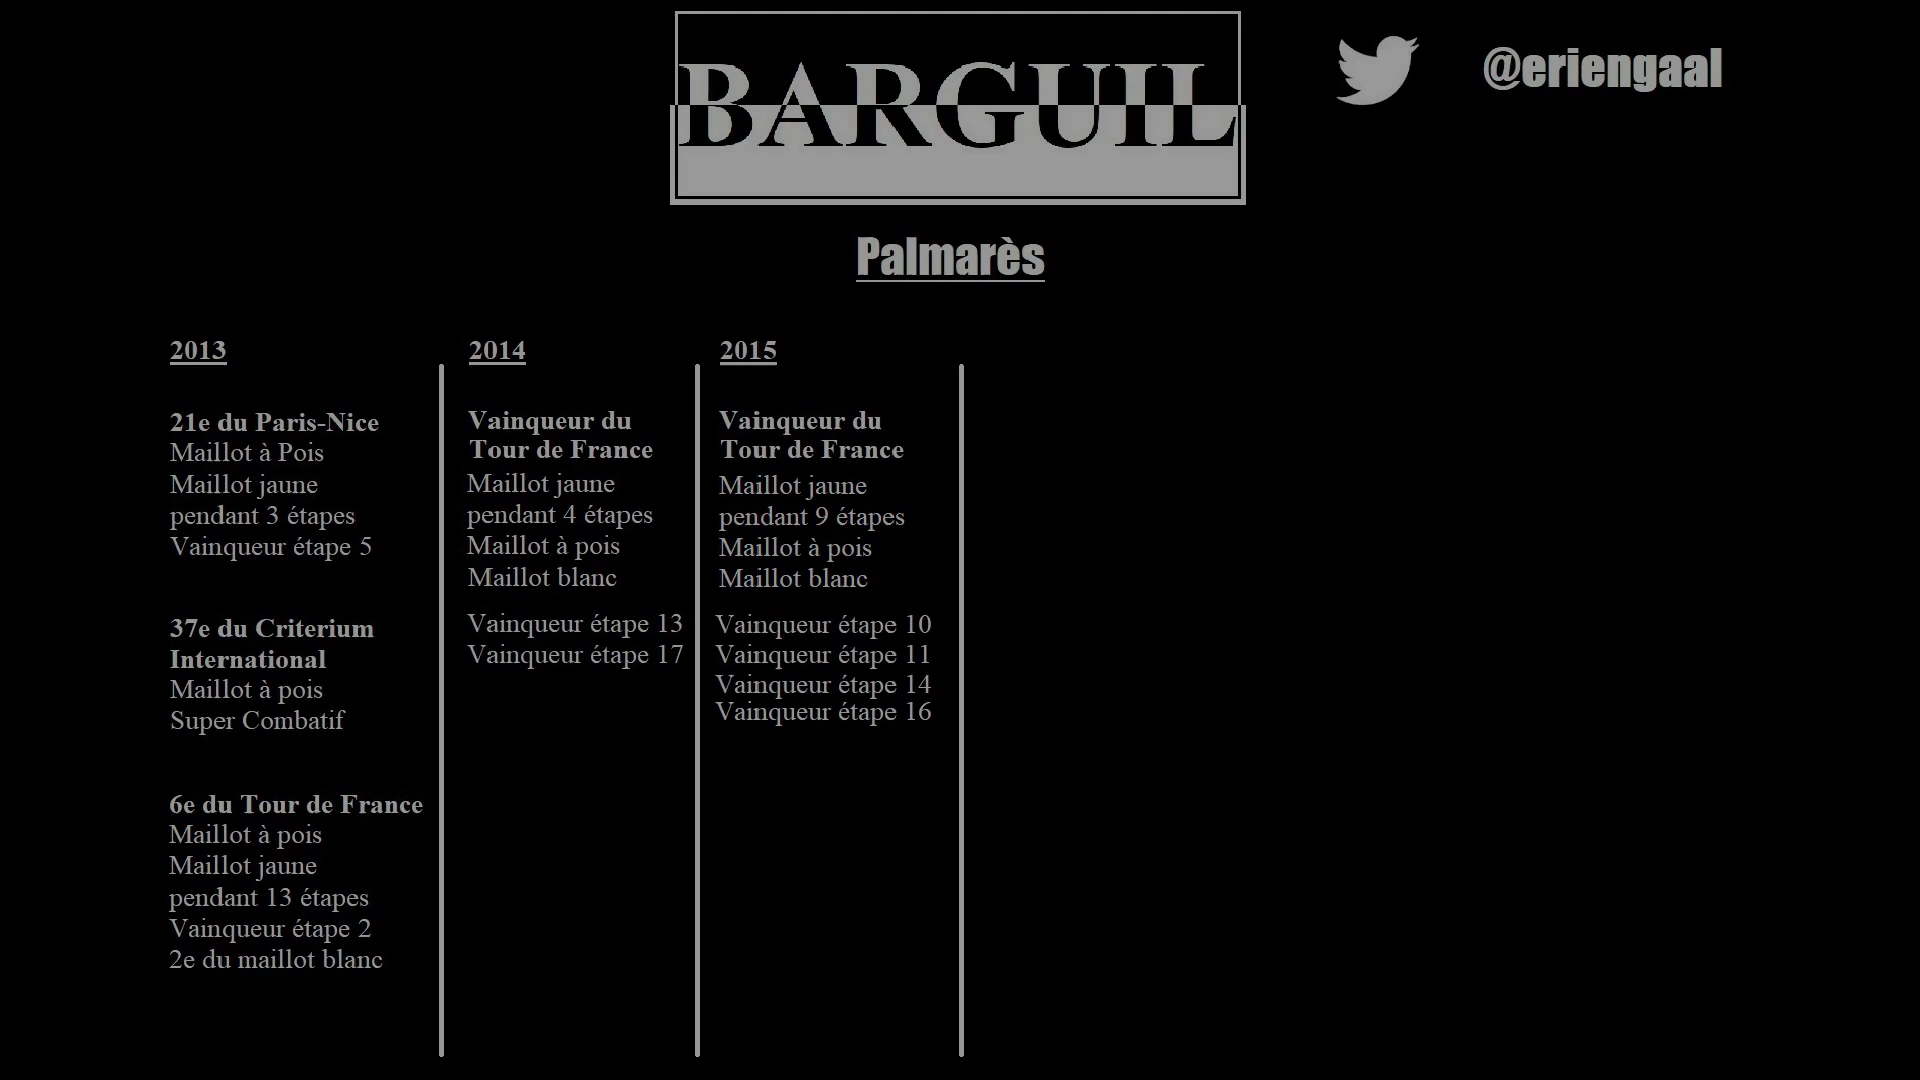 BARGUIL
@eriengaal
Palmarès
2013
21e du Paris-Nice
Maillot à Pois
Maillot jaune
pendant 3 étapes
Vainqueur étape 5
37e du Criterium
International
Maillot à pois
Super Combatif
6e du Tour de France
Maillot à pois
Maillot jaune
pendant 13 étapes
Vainqueur étape 2
2e du maillot blanc
2014
Vainqueur du
Tour de France
Maillot jaune
pendant 4 étapes
Maillot à pois
Maillot blanc
Vainqueur étape 13
Vainqueur étape 17
2015
Vainqueur du
Tour de France
Maillot jaune
pendant 9 étapes
Maillot à pois
Maillot blanc
Vainqueur étape 10
Vainqueur étape 11
Vainqueur étape 14
Vainqueur étape 16